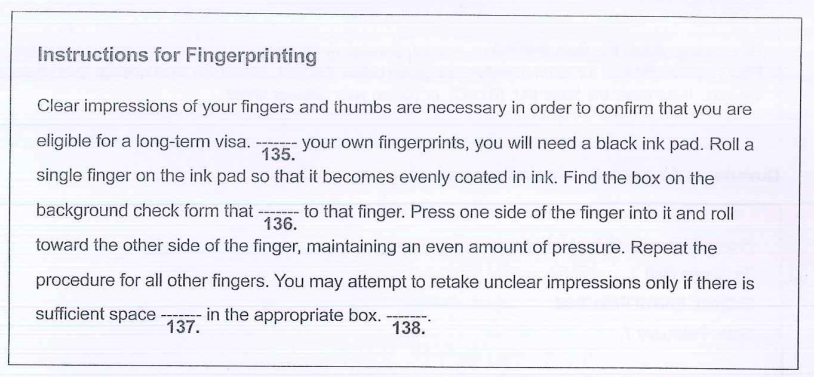 Instructions for Fingerprinting
Clear impressions of your fingers and thumbs are necessary in order to confirm that you are
eligible for a long-term visa. ------- your own fingerprints, you will need a black ink pad. Roll a
135.
single finger on the ink pad so that it becomes evenly coated in ink. Find the box on the
background check form that ------- to that finger. Press one side of the finger into it and roll
136.
toward the other side of the finger, maintaining an even amount of pressure. Repeat the
procedure for all other fingers. You may attempt to retake unclear impressions only if there is
sufficient space ------- in the appropriate box. -------.
137. 138.